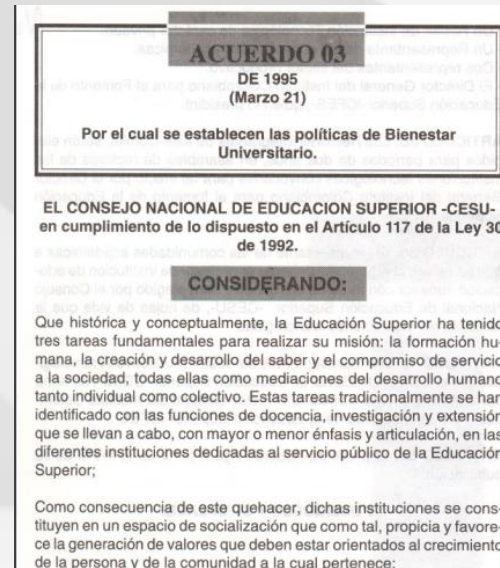 ACUERDO 03
DE 1995
(Marzo 21)
Por el cual se establecen las políticas de Bienestar
Universitario.
EL CONSEJO NACIONAL DE EDUCACION SUPERIOR -CESU
en cumplimiento de lo dispuesto en el Artículo 117 de la Ley 30
de 1992.
CONSIDERANDO:
Que histórica y conceptualmente, la Educación Superior ha tenido
tres tareas fundamentales para realizar su misión: la formación hu-
mana, la creación y desarrollo del saber y el compromiso de servicio
a la sociedad, todas ellas como mediaciones del desarrollo humano
tanto individual como colectivo. Estas tareas tradicionalmente se han
identificado con las funciones de docencia, investigación y extensión
que se llevan a cabo, con mayor o menor énfasis y articulación, en las
diferentes instituciones dedicadas al servicio público de la Educación
Superior;
Como consecuencia de este quehacer, dichas instituciones se cons-
tituyen en un espacio de socialización que como tal, propicia y favore-
ce la generación de valores que deben estar orientados al crecimiento
de la persona y de la comunidad a la cual pertenece;